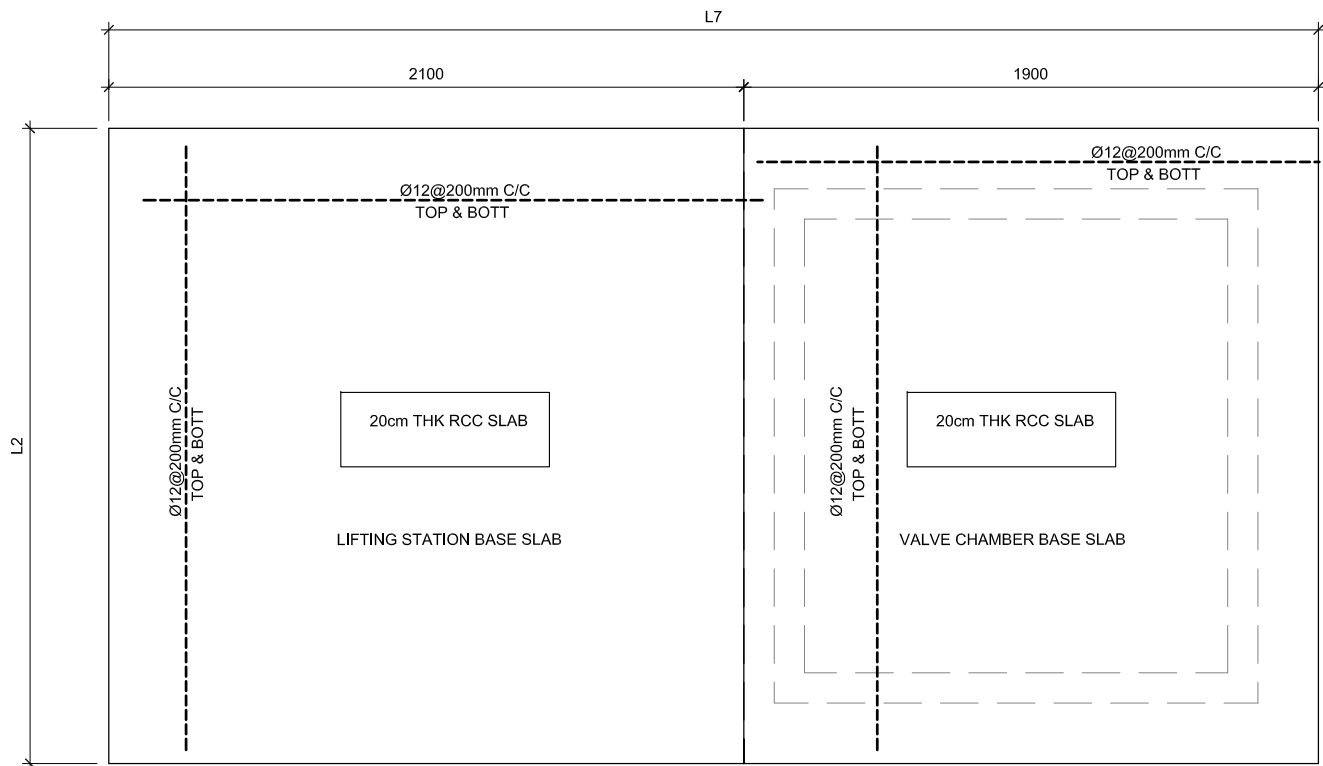 L7
2100
1900
Ø12@200mm C/C
TOP & BOTT
Ø12@200mm C/C
TOP & BOTT
L2
Ø12@200mm C/C
TOP & BOTT
20cm THK RCC SLAB
Ø12@200mm C/C
TOP & BOTT
20cm THK RCC SLAB
LIFTING STATION BASE SLAB
VALVE CHAMBER BASE SLAB